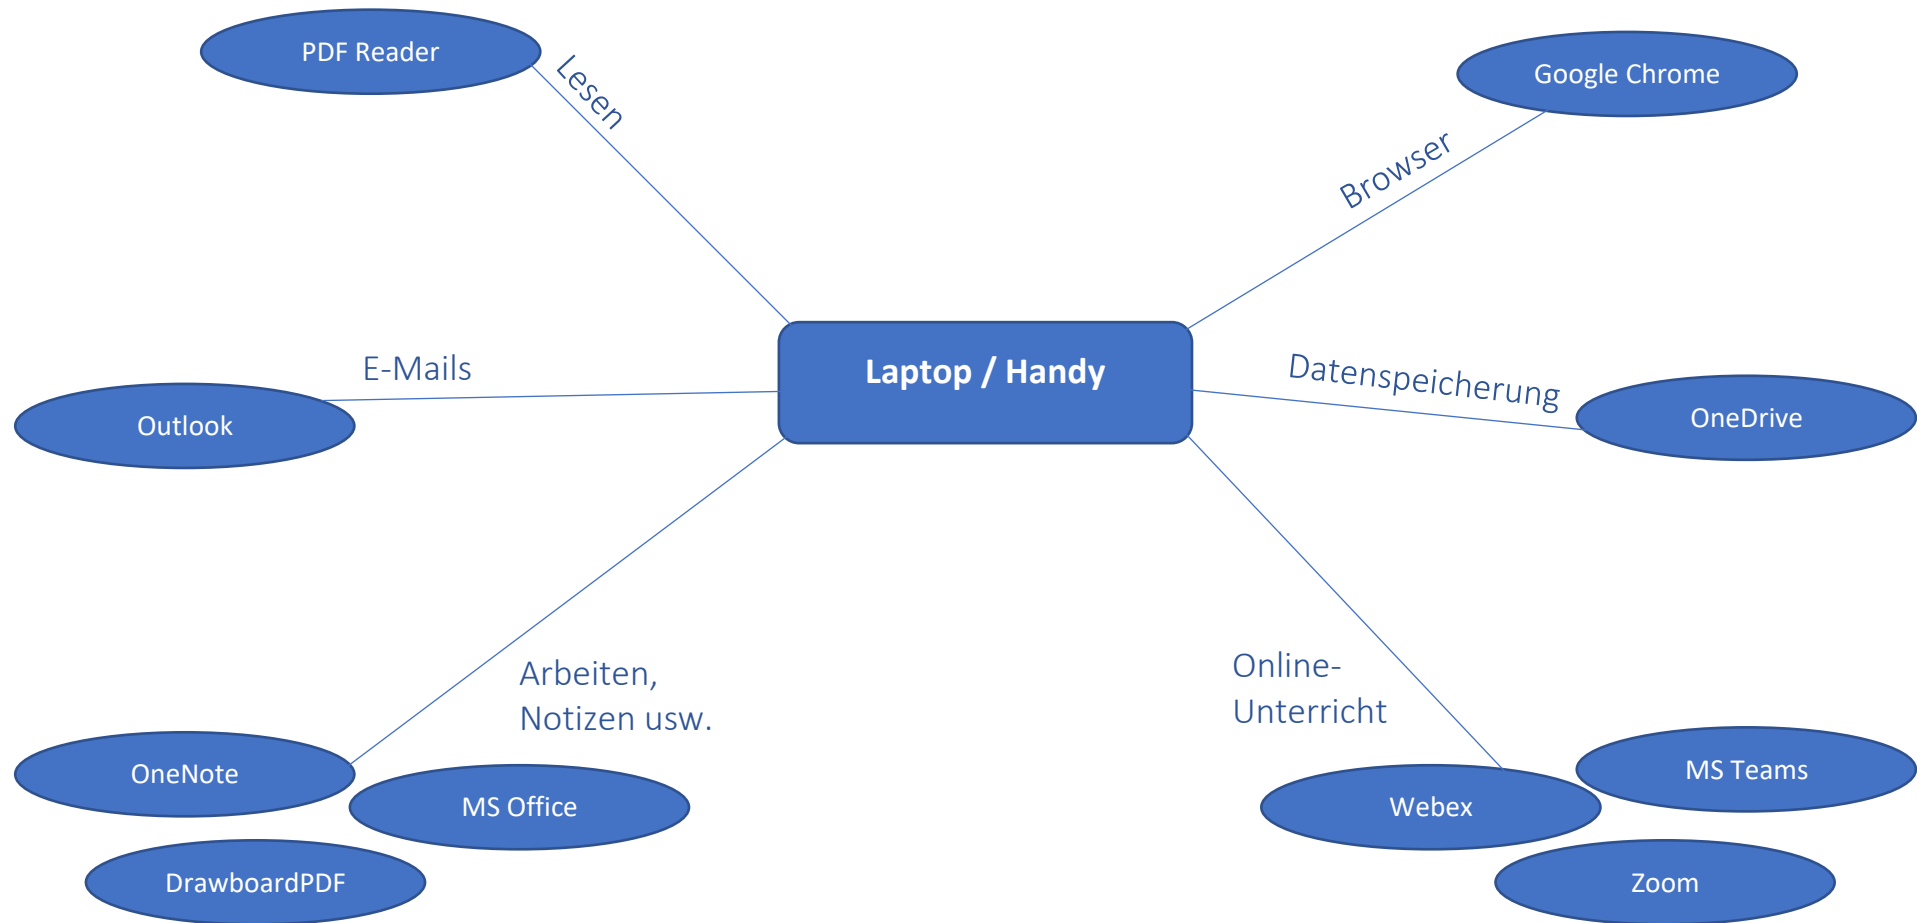 PDF Reader
Lesen
Google Chrome
Browser
Laptop / Handy
E-Mails
Outlook
Datenspeicherung
OneDrive
Arbeiten,
Notizen usw.
OneNote
MS Office
DrawboardPDF
Online-
Unterricht
MS Teams
Webex
Zoom